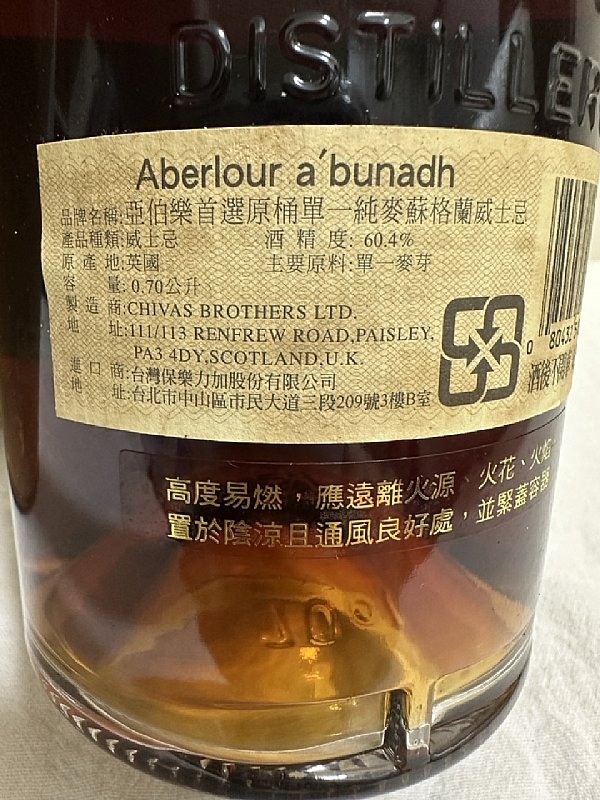 DISTILLER
Aberlour a'bunadh
品牌名稱:亞伯樂首選原桶單一純麥蘇格蘭威士忌
產品種類:威士忌 酒精度: 60.4%
原產地:英國 主要原料:單一麥芽
容量: 0.70公升
製造商:CHIVAS BROTHERS LTD.
地址:111/113 RENFREW ROAD,PAISLEY,
PA3 4DY,SCOTLAND,U.K.
進口商:台灣保樂力加股份有限公司
地址:台北市中山區市民大道三段209號3樓B室
0 80432
酒後不開車
高度易燃，應遠離火源、火花、火焰
置於陰涼且通風良好處，並緊蓋容器